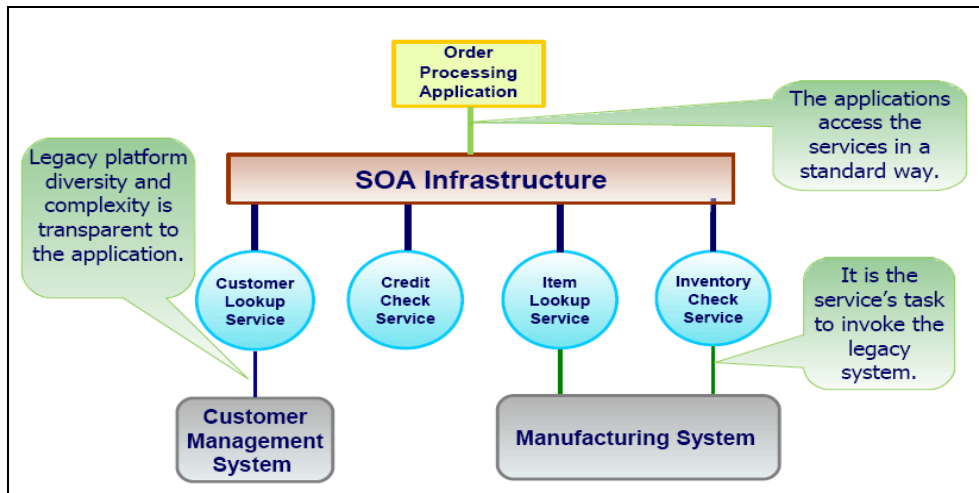 Order
Processing
Application
The applications
access the
services in a
standard way.
Legacy platform
diversity and
complexity is
transparent to
the application.
SOA Infrastructure
Customer
Lookup
Service
Credit
Check
Service
Item
Lookup
Service
Inventory
Check
Service
It is the
service's task
to invoke the
legacy
system.
Customer
Management
System
Manufacturing System